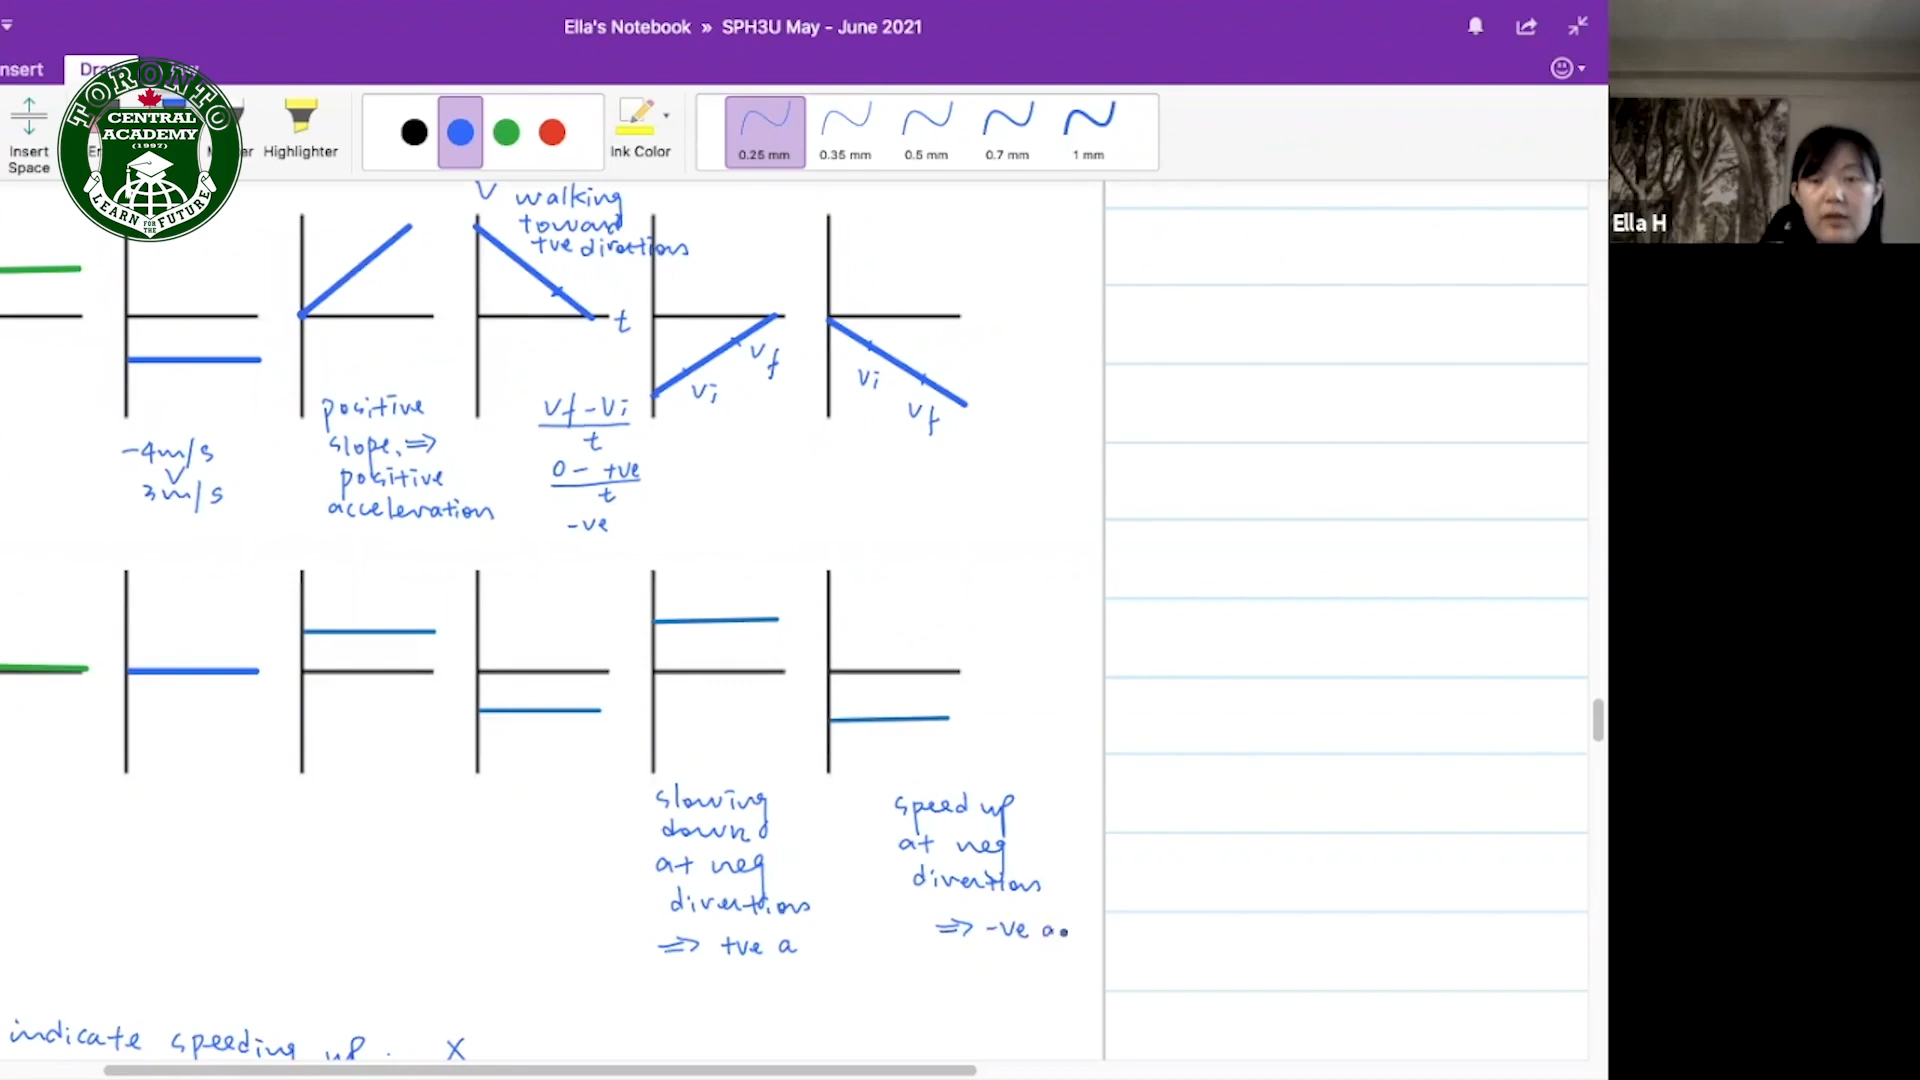 Ella's Notebook » SPH3U May - June 2021
nsert
TORONTO
CENTRAL
ACADEMY
(1997)
LEARN FOR THE FUTURE
Insert
Space
Highlighter
Ink Color
0.25 mm
0.35 mm
0.5 mm
0.7 mm
1 mm
Ella H
V walking
toward
+ve directions
t
Vi
Vf
Vi
Vf
-4m/s
V
3m/s
positive
slope. ⇒
positive
acceleration
Vf - Vi
t
0 - +ve
t
-ve
slowing
down
at neg
directions
⇒ +ve a
speed up
at neg
directions
⇒ -ve a
indicate speeding up. X